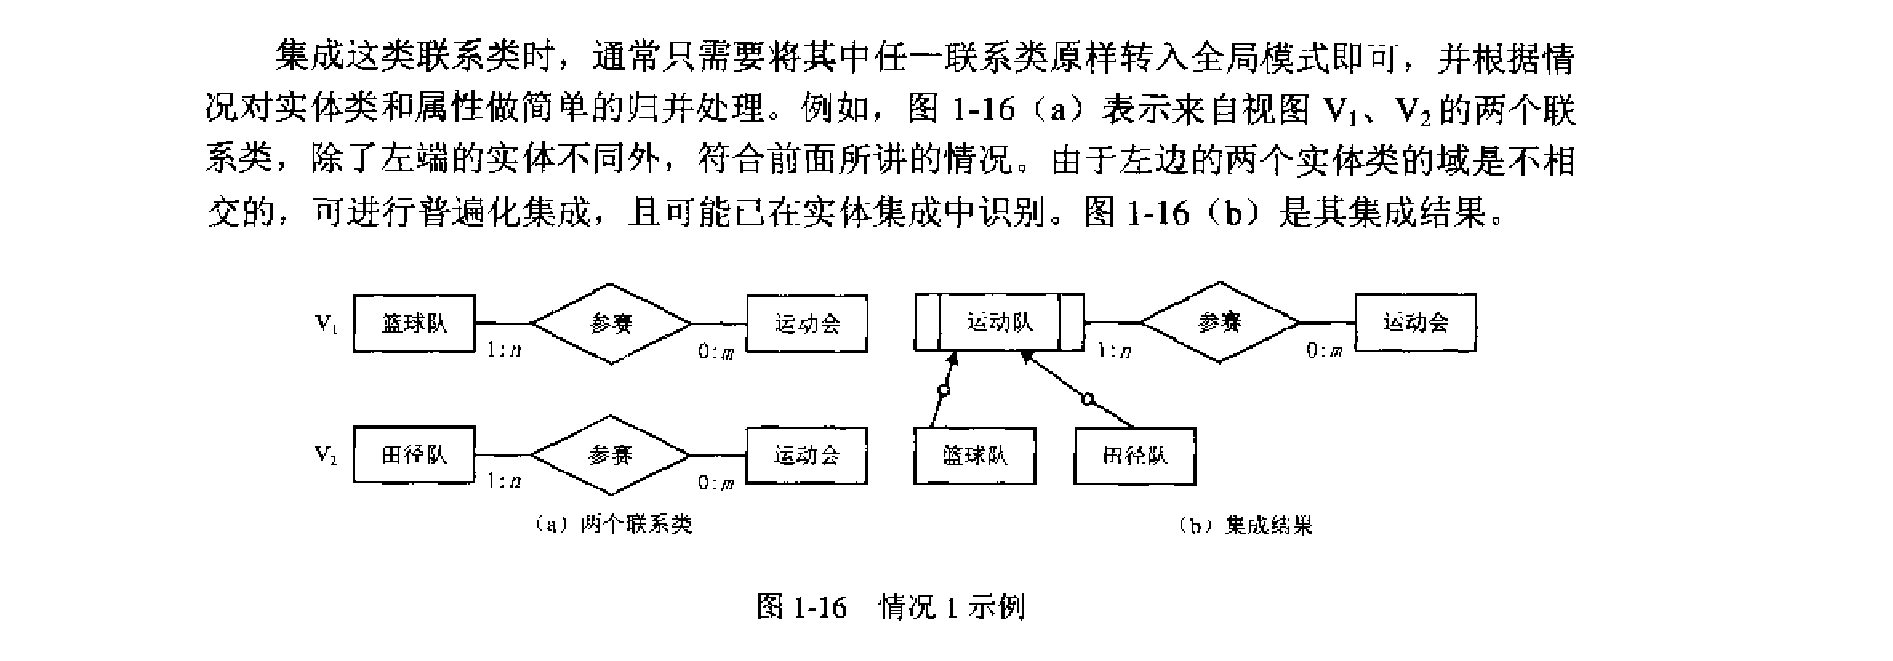 集成这类联系类时，通常只需要将其中任一联系类原样转入全局模式即可，并根据情
况对实体类和属性做简单的归并处理。例如，图 1-16（a）表示来自视图 V₁、V₂的两个联
系类，除了左端的实体不同外，符合前面所讲的情况。由于左边的两个实体类的域是不相
交的，可进行普遍化集成，且可能已在实体集成中识别。图 1-16（b）是其集成结果。
V₁ 篮球队 1:n 参赛 0:m 运动会
运动队 1:n 参赛 0:m 运动会
V₂ 田径队 1:n 参赛 0:m 运动会
篮球队 田径队
（a）两个联系类
（b）集成结果
图 1-16 情况 1 示例